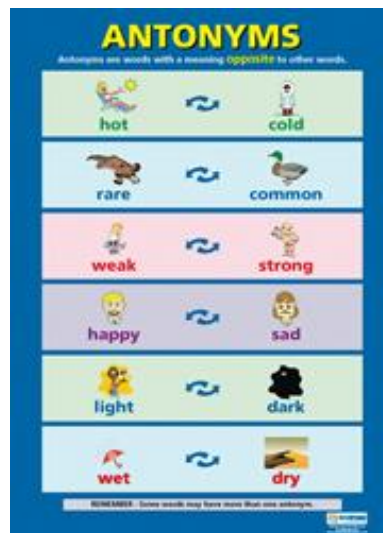 ANTONYMS
Antonyms are words with a meaning opposite to other words.
hot cold
rare common
weak strong
happy sad
light dark
wet dry
REMEMBER - Some words may have more than one antonym.